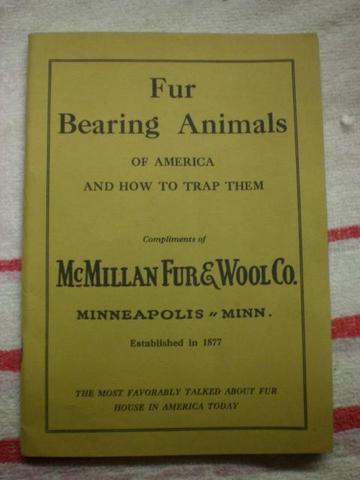 Fur
Bearing Animals
OF AMERICA
AND HOW TO TRAP THEM
Compliments of
McMillan Fur & Wool Co.
MINNEAPOLIS „ MINN.
Established in 1877
THE MOST FAVORABLY TALKED ABOUT FUR
HOUSE IN AMERICA TODAY